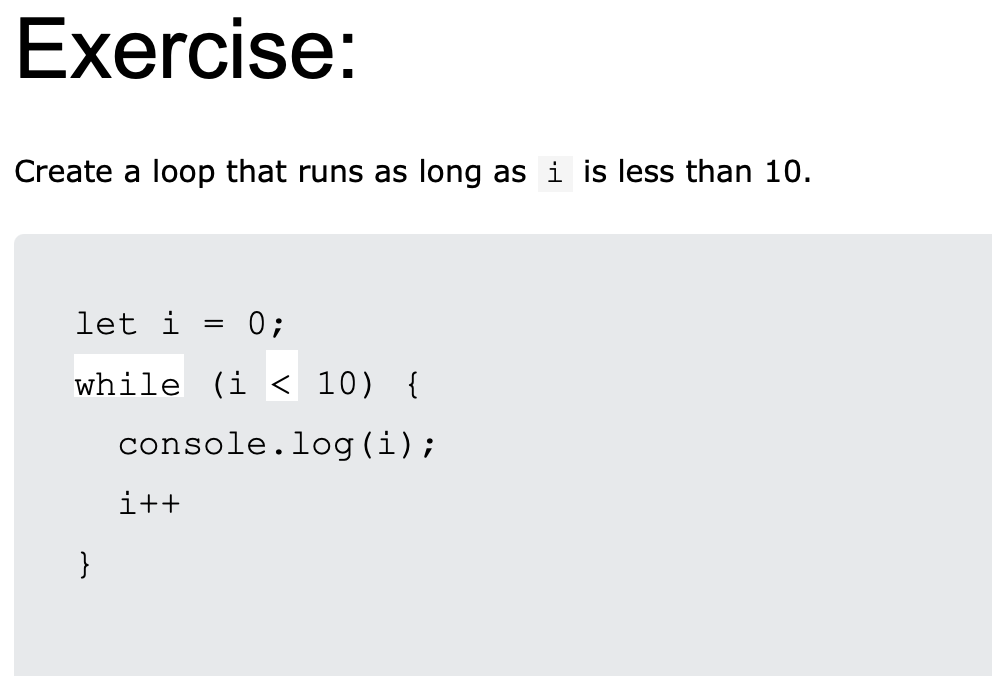 Exercise:
Create a loop that runs as long as i is less than 10.
let i = 0;
while (i < 10) {
  console.log(i);
  i++
}